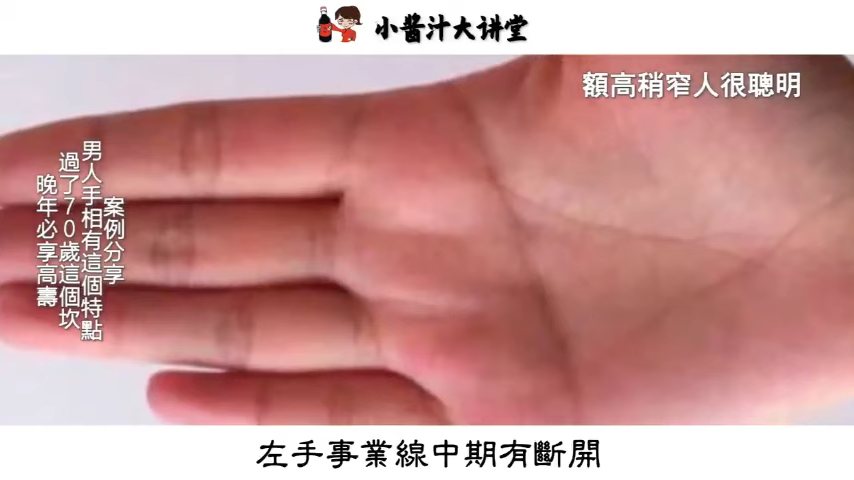 小酱汁大讲堂
額高稍窄人很聰明
案例分享
男人手相有這個特點
過了70歲這個坎
晚年必享高壽
左手事業線中期有斷開